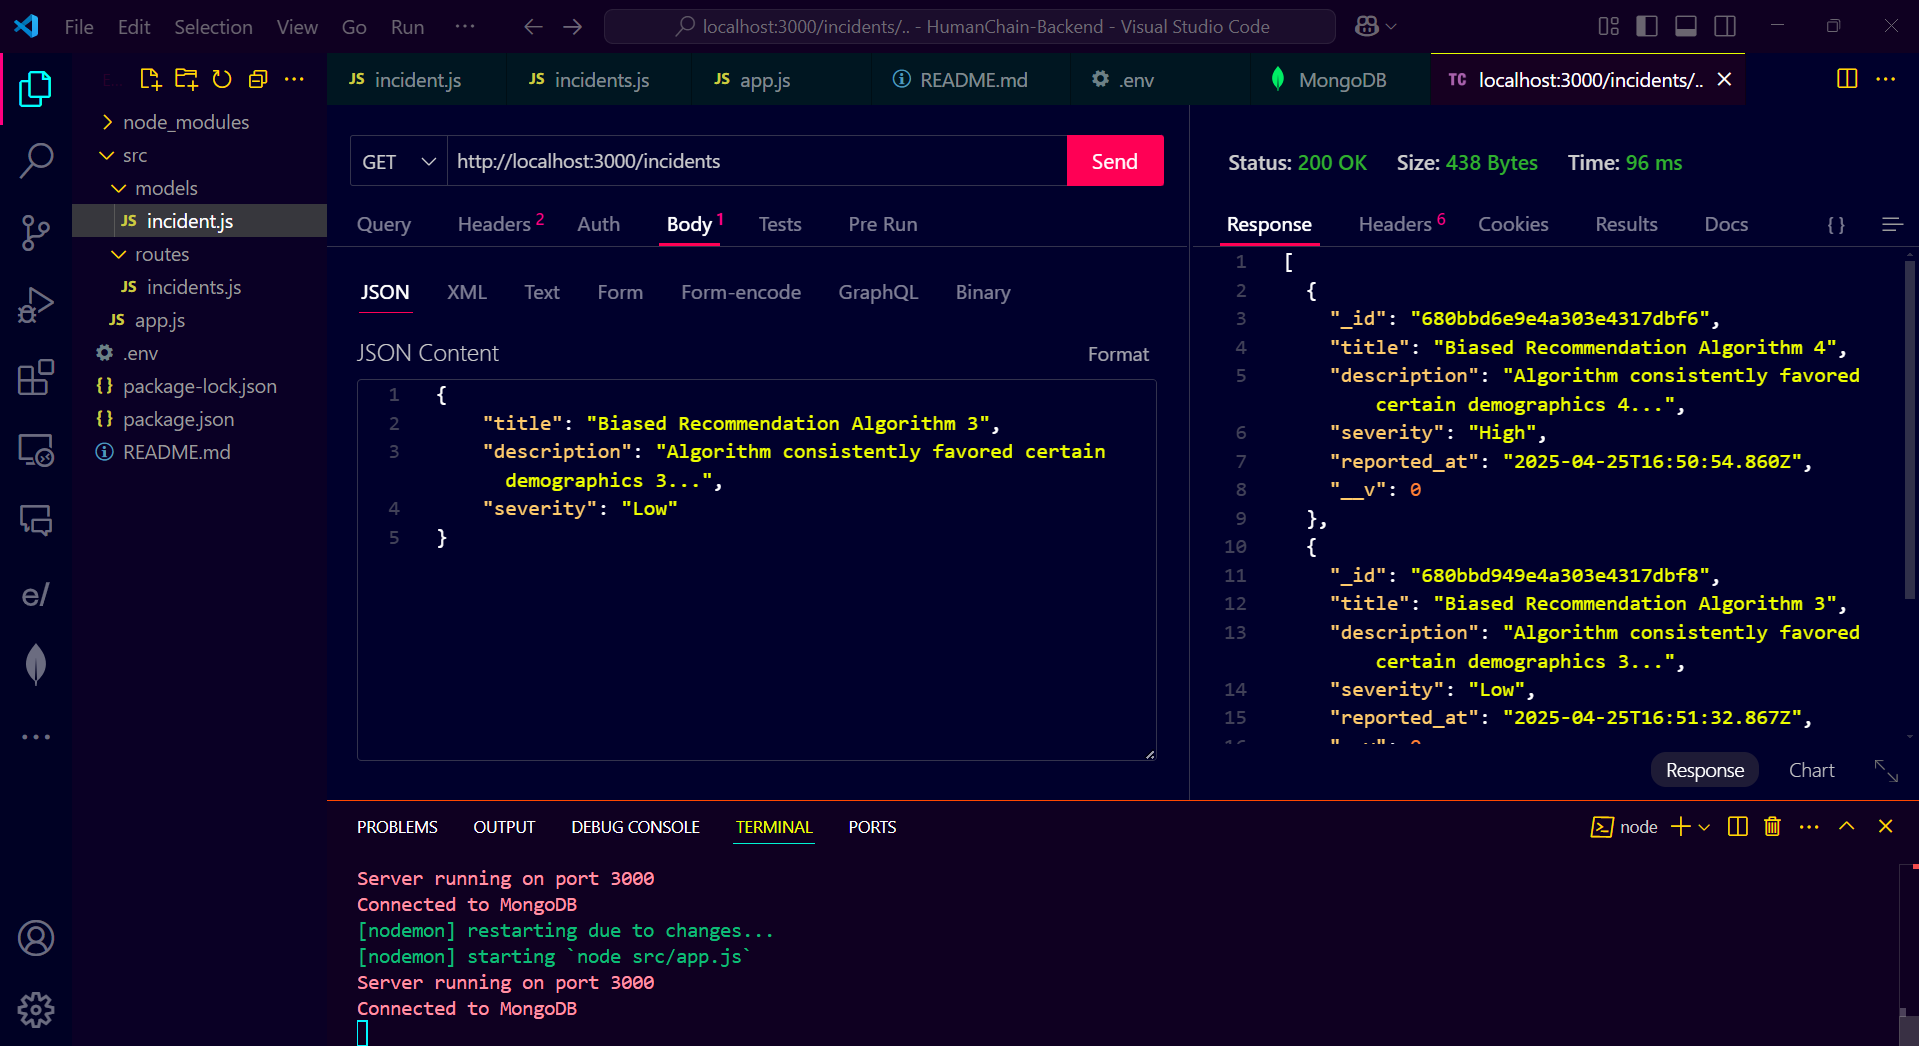 File Edit Selection View Go Run ···
localhost:3000/incidents/.. - HumanChain-Backend - Visual Studio Code
node_modules
src
models
JS incident.js
routes
JS incidents.js
JS app.js
.env
{} package-lock.json
{} package.json
README.md
e/
JS incident.js
JS incidents.js
JS app.js
README.md
.env
MongoDB
TC localhost:3000/incidents/..
GET http://localhost:3000/incidents Send
Query Headers 2 Auth Body 1 Tests Pre Run
JSON XML Text Form Form-encode GraphQL Binary
JSON Content Format
1 {
2 "title": "Biased Recommendation Algorithm 3",
3 "description": "Algorithm consistently favored certain
demographics 3...",
4 "severity": "Low"
5 }
Status: 200 OK Size: 438 Bytes Time: 96 ms
Response Headers 6 Cookies Results Docs {}
1 [
2 {
3 "_id": "680bbd6e9e4a303e4317dbf6",
4 "title": "Biased Recommendation Algorithm 4",
5 "description": "Algorithm consistently favored
certain demographics 4...",
6 "severity": "High",
7 "reported_at": "2025-04-25T16:50:54.860Z",
8 "__v": 0
9 },
10 {
11 "_id": "680bbd949e4a303e4317dbf8",
12 "title": "Biased Recommendation Algorithm 3",
13 "description": "Algorithm consistently favored
certain demographics 3...",
14 "severity": "Low",
15 "reported_at": "2025-04-25T16:51:32.867Z",
Response Chart
PROBLEMS OUTPUT DEBUG CONSOLE TERMINAL PORTS
node
Server running on port 3000
Connected to MongoDB
[nodemon] restarting due to changes...
[nodemon] starting `node src/app.js`
Server running on port 3000
Connected to MongoDB